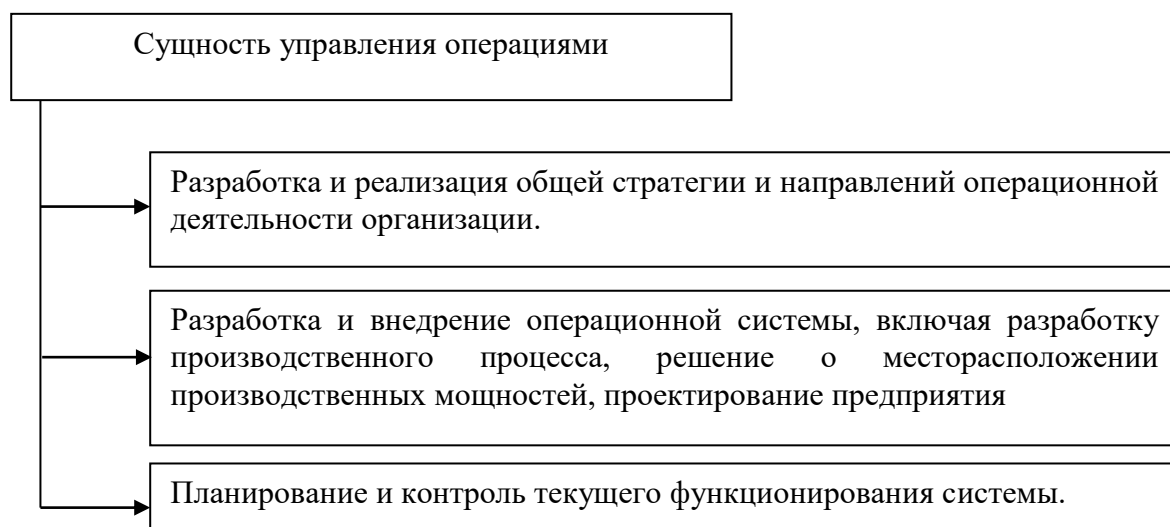 Сущность управления операциями
Разработка и реализация общей стратегии и направлений операционной
деятельности организации.
Разработка и внедрение операционной системы, включая разработку
производственного процесса, решение о месторасположении
производственных мощностей, проектирование предприятия
Планирование и контроль текущего функционирования системы.